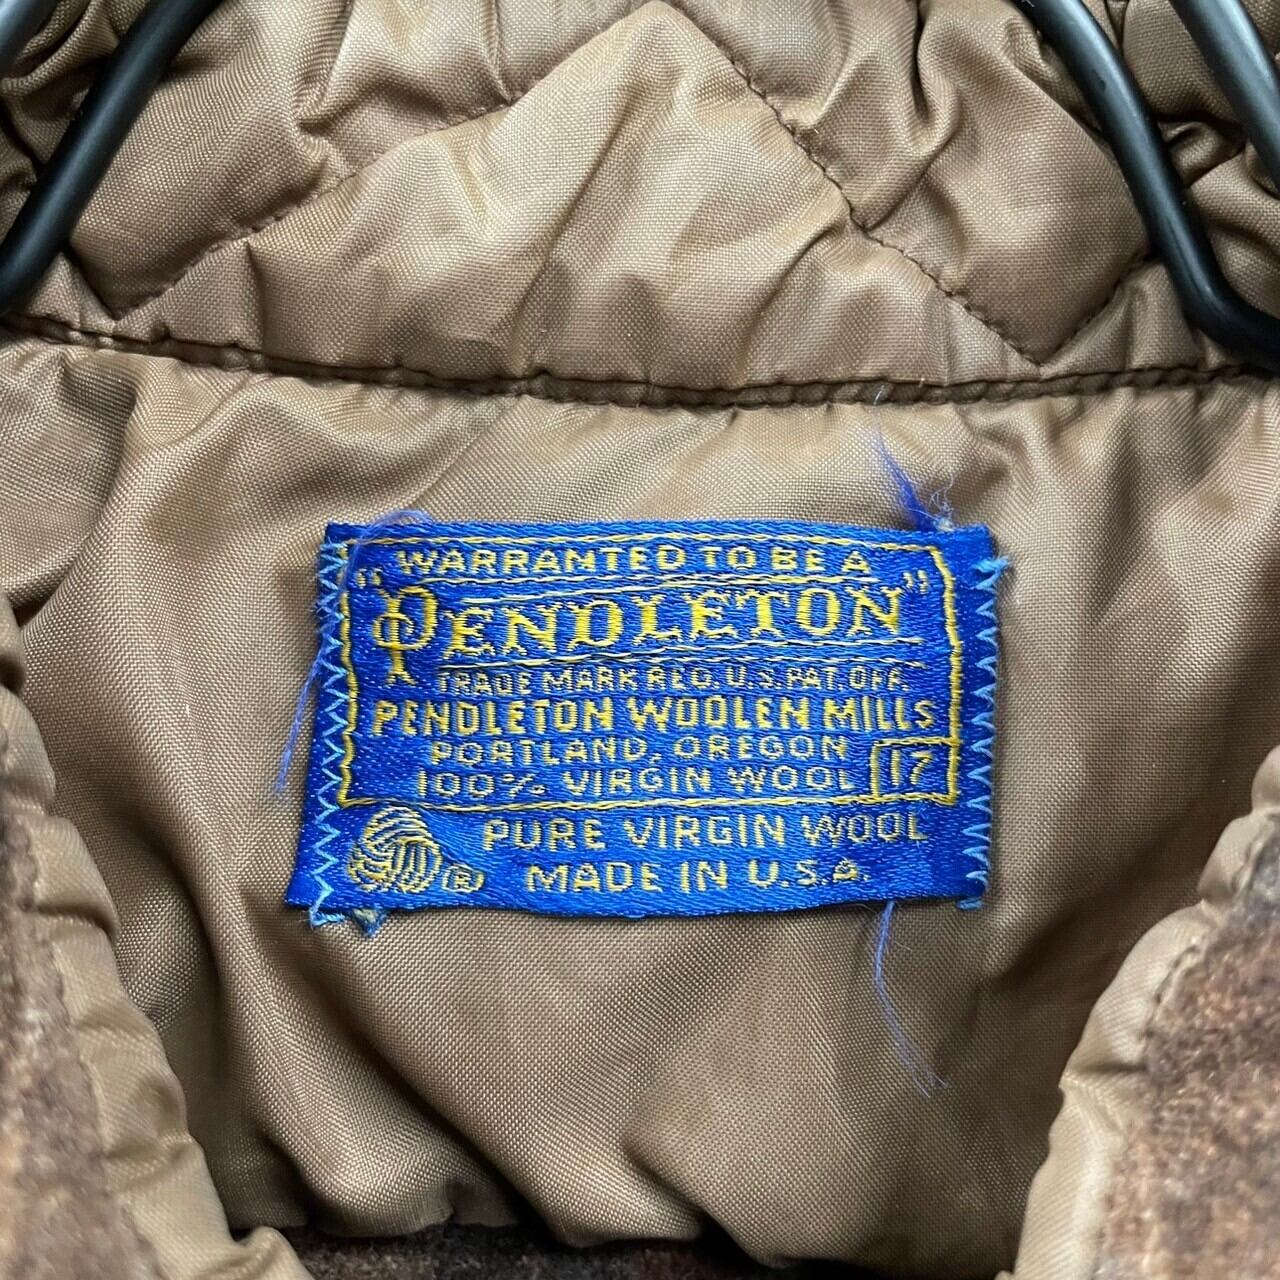 WARRANTED TO BE A
"PENDLETON"
TRADE MARK REG. U.S. PAT. OFF.
PENDLETON WOOLEN MILLS
PORTLAND, OREGON
100% VIRGIN WOOL 17
PURE VIRGIN WOOL
® MADE IN U.S.A.